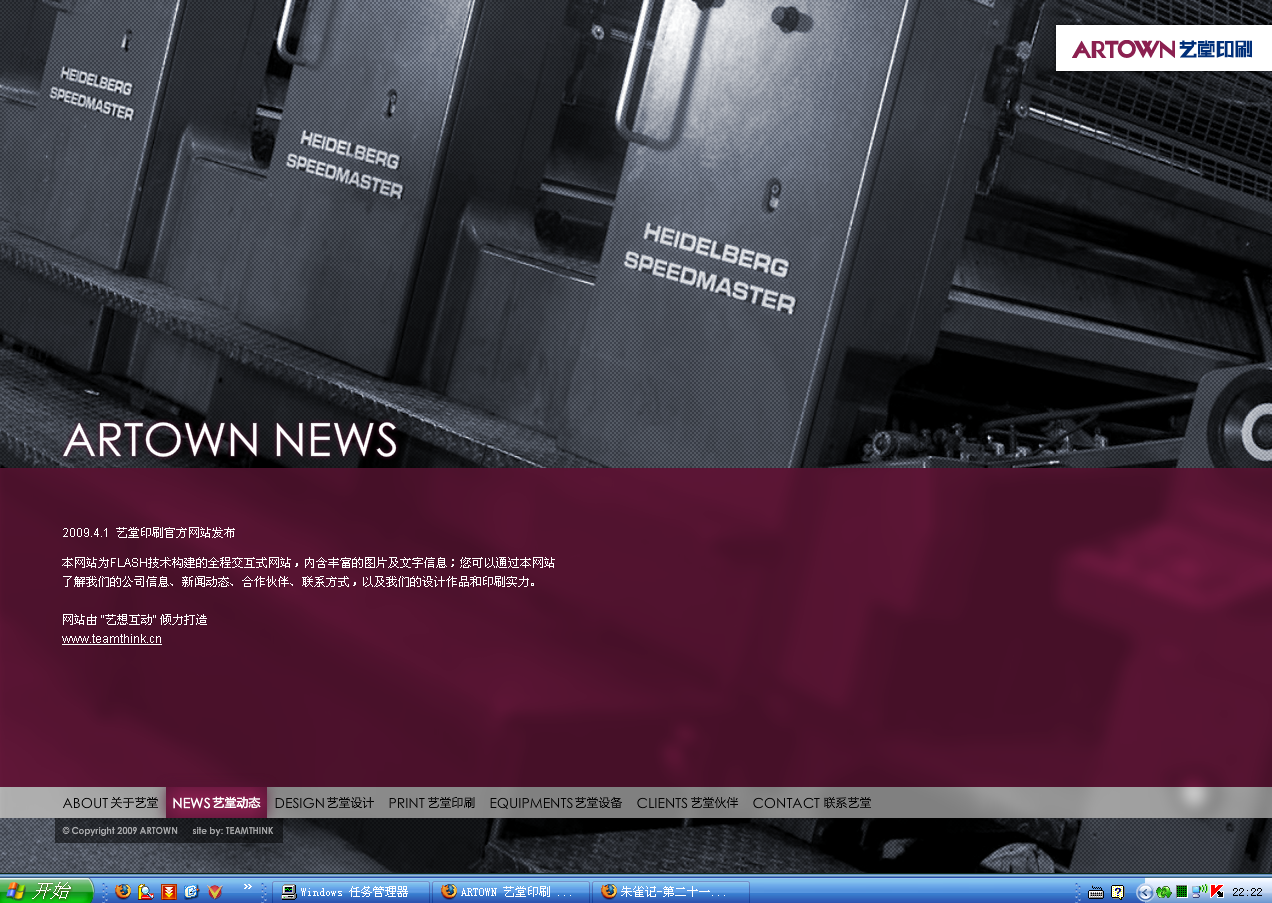 ARTOWN 艺堂印刷
HEIDELBERG
SPEEDMASTER
HEIDELBERG
SPEEDMASTER
HEIDELBERG
SPEEDMASTER
ARTOWN NEWS
2009.4.1 艺堂印刷官方网站发布
本网站为FLASH技术构建的全程交互式网站，内含丰富的图片及文字信息；您可以通过本网站
了解我们的公司信息、新闻动态、合作伙伴、联系方式，以及我们的设计作品和印刷实力。
网站由 "艺想互动" 倾力打造
www.teamthink.cn
ABOUT 关于艺堂 NEWS 艺堂动态 DESIGN 艺堂设计 PRINT 艺堂印刷 EQUIPMENTS 艺堂设备 CLIENTS 艺堂伙伴 CONTACT 联系艺堂
© Copyright 2009 ARTOWN site by: TEAMTHINK
开始 Windows 任务管理器 ARTOWN 艺堂印刷 ... 朱雀记-第二十一... 22:22